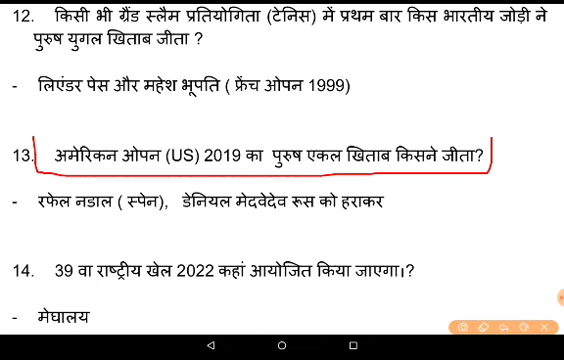 12. किसी भी ग्रैंड स्लैम प्रतियोगिता (टेनिस) में प्रथम बार किस भारतीय जोड़ी ने
पुरुष युगल खिताब जीता ?
- लिएंडर पेस और महेश भूपति ( फ्रेंच ओपन 1999)
13. अमेरिकन ओपन (US) 2019 का पुरुष एकल खिताब किसने जीता?
- रफेल नडाल ( स्पेन), डेनियल मेदवेदेव रूस को हराकर
14. 39 वा राष्ट्रीय खेल 2022 कहां आयोजित किया जाएगा।?
- मेघालय